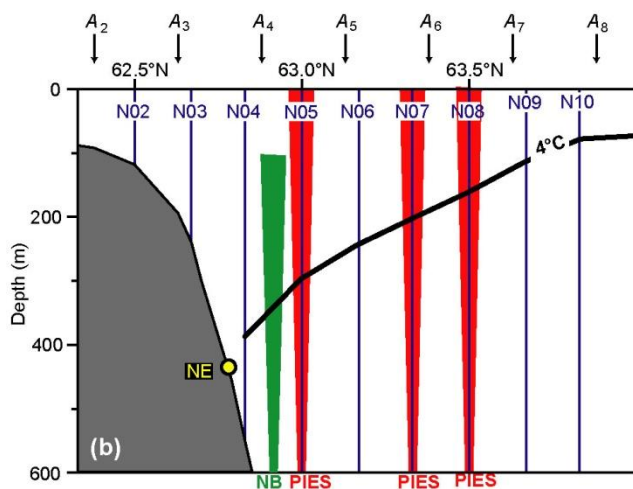 A2 A3 A4 A5 A6 A7 A8
62.5°N 63.0°N 63.5°N
0
N02 N03 N04 N05 N06 N07 N08 N09 N10
4°C
200
Depth (m)
400
NE
(b)
600
NB PIES PIES PIES